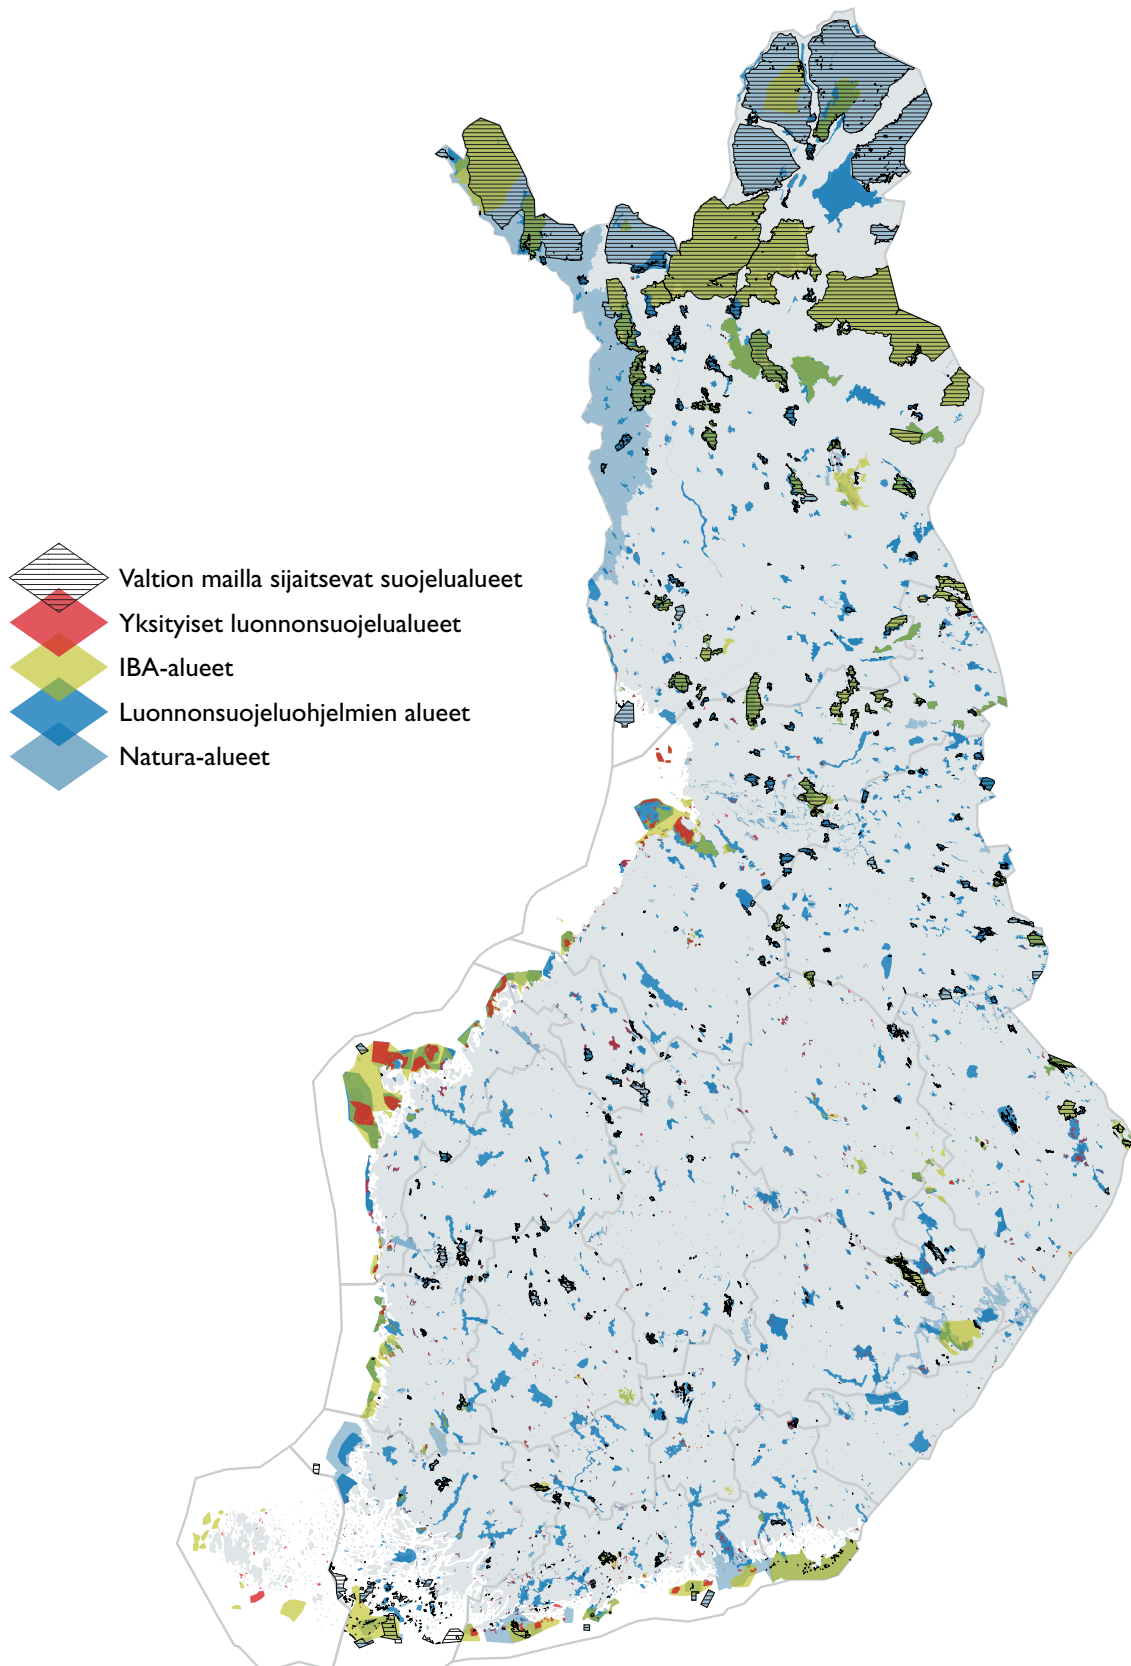 Valtion mailla sijaitsevat suojelualueet
Yksityiset luonnonsuojelualueet
IBA-alueet
Luonnonsuojeluohjelmien alueet
Natura-alueet